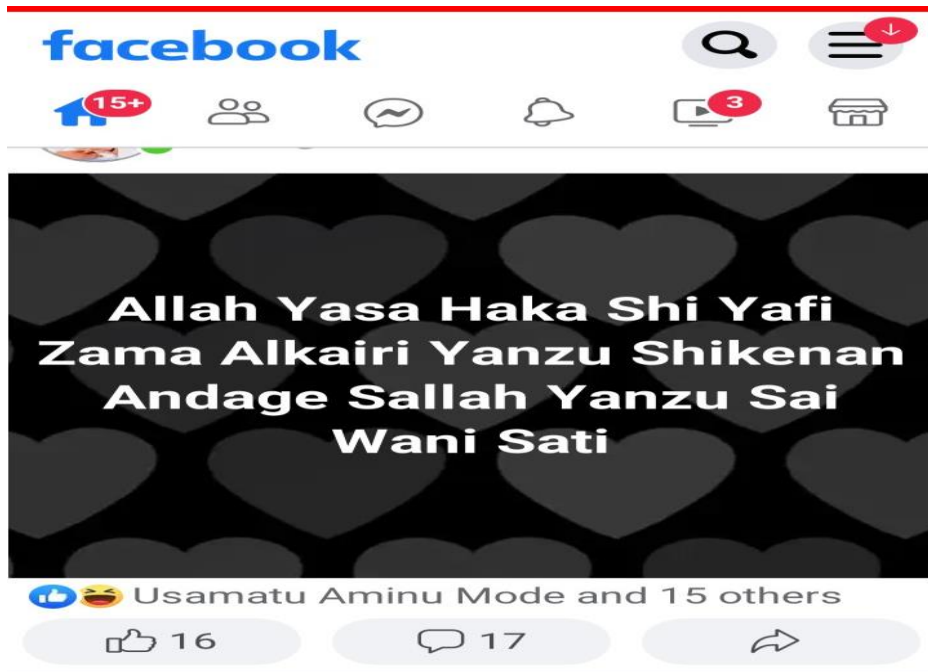 facebook
15+
3
Allah Yasa Haka Shi Yafi
Zama Alkairi Yanzu Shikenan
Andage Sallah Yanzu Sai
Wani Sati
Usamatu Aminu Mode and 15 others
16
17